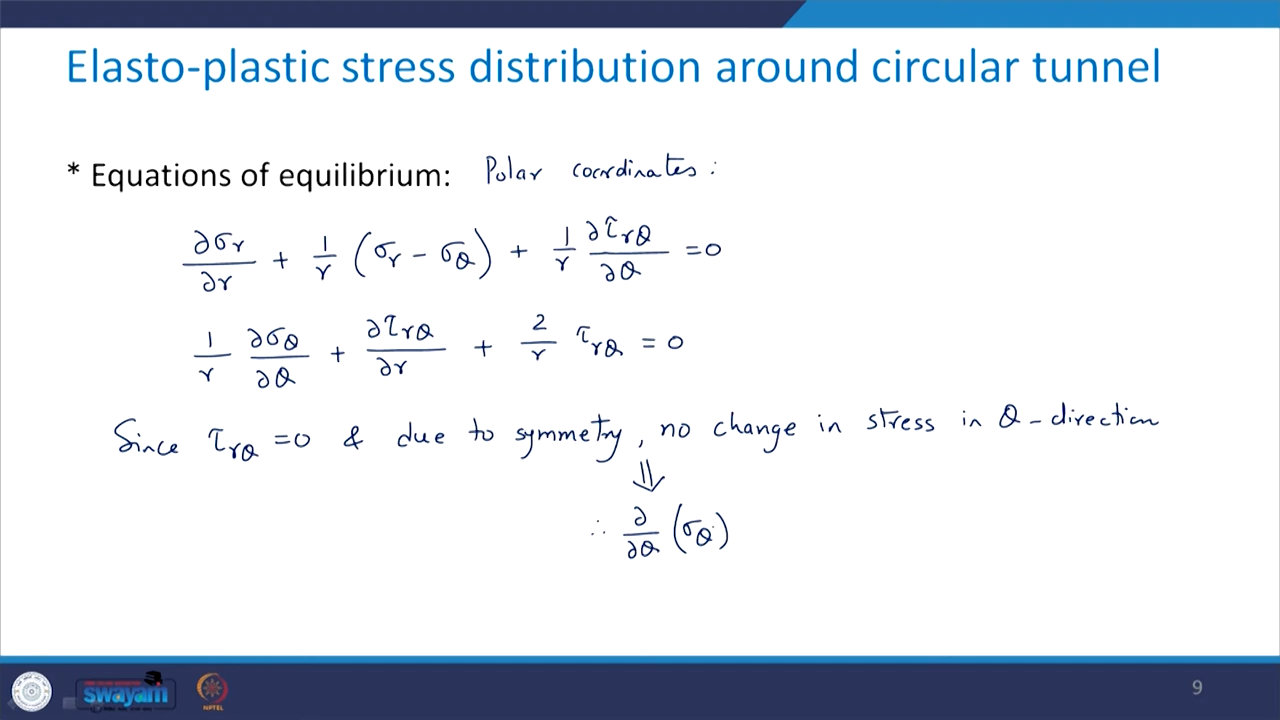 Elasto-plastic stress distribution around circular tunnel
* Equations of equilibrium: Polar coordinates :
∂σr/∂r + 1/r (σr − σθ) + 1/r ∂τrθ/∂θ = 0
1/r ∂σθ/∂θ + ∂τrθ/∂r + 2/r τrθ = 0
Since τrθ = 0 & due to symmetry, no change in stress in θ - direction
⇓
∴ ∂/∂θ (σθ)
swayam
NPTEL
9